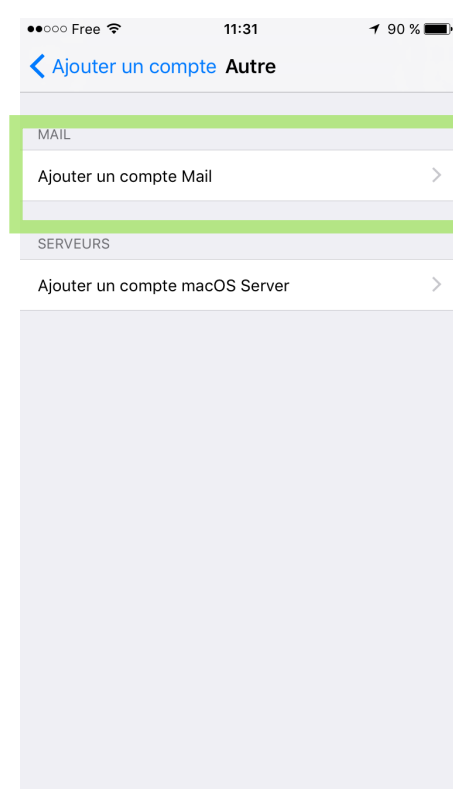 Free 11:31 90 %
Ajouter un compte Autre
MAIL
Ajouter un compte Mail
SERVEURS
Ajouter un compte macOS Server